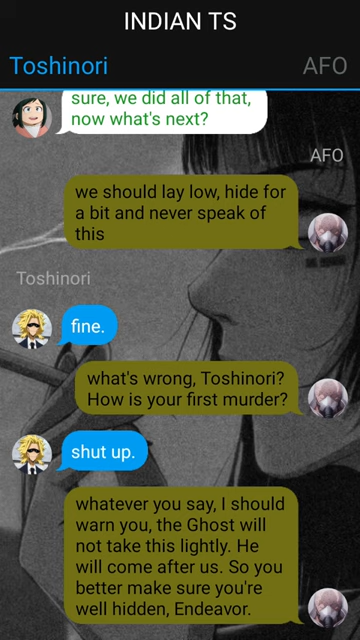 INDIAN TS
Toshinori
AFO
sure, we did all of that,
now what's next?
AFO
we should lay low, hide for
a bit and never speak of
this
Toshinori
fine.
what's wrong, Toshinori?
How is your first murder?
shut up.
whatever you say, I should
warn you, the Ghost will
not take this lightly. He
will come after us. So you
better make sure you're
well hidden, Endeavor.